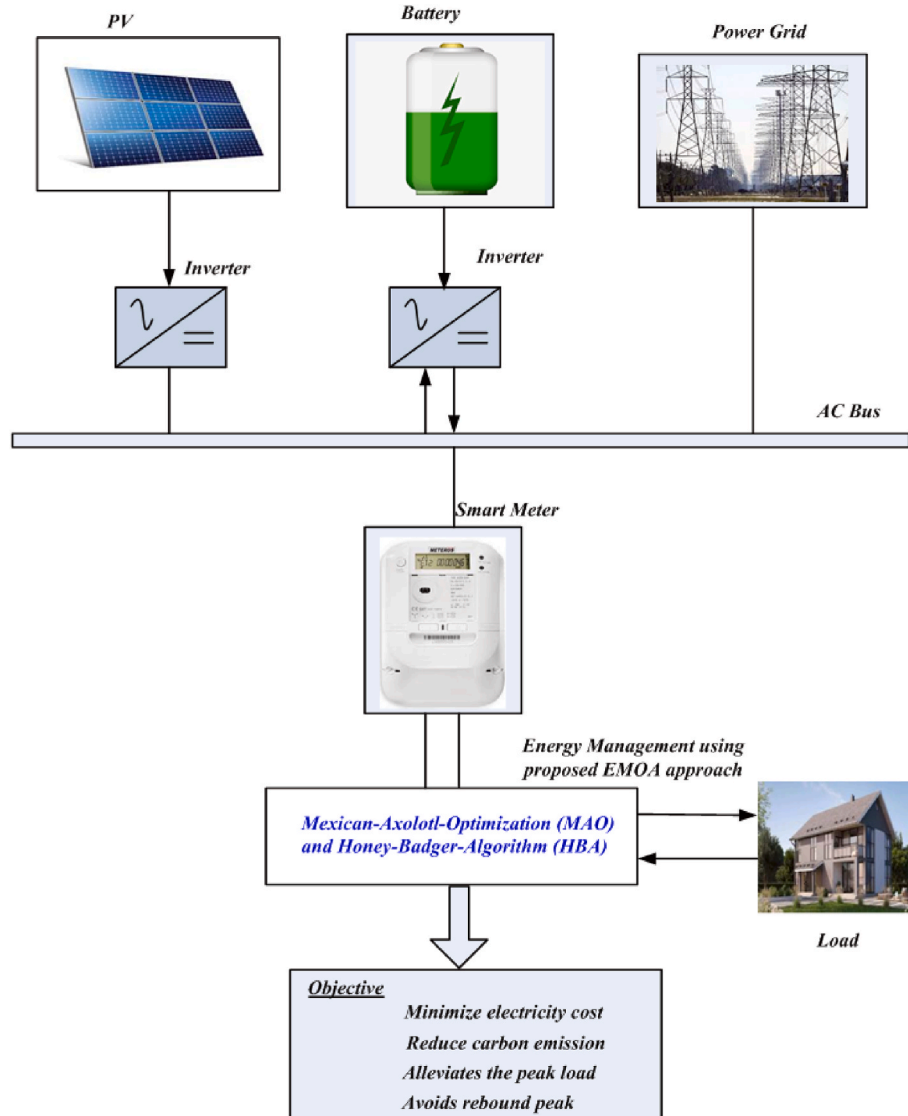 PV
Battery
Power Grid
Inverter
Inverter
AC Bus
Smart Meter
METERUS
Energy Management using
proposed EMOA approach
Mexican-Axolotl-Optimization (MAO)
and Honey-Badger-Algorithm (HBA)
Load
Objective
Minimize electricity cost
Reduce carbon emission
Alleviates the peak load
Avoids rebound peak